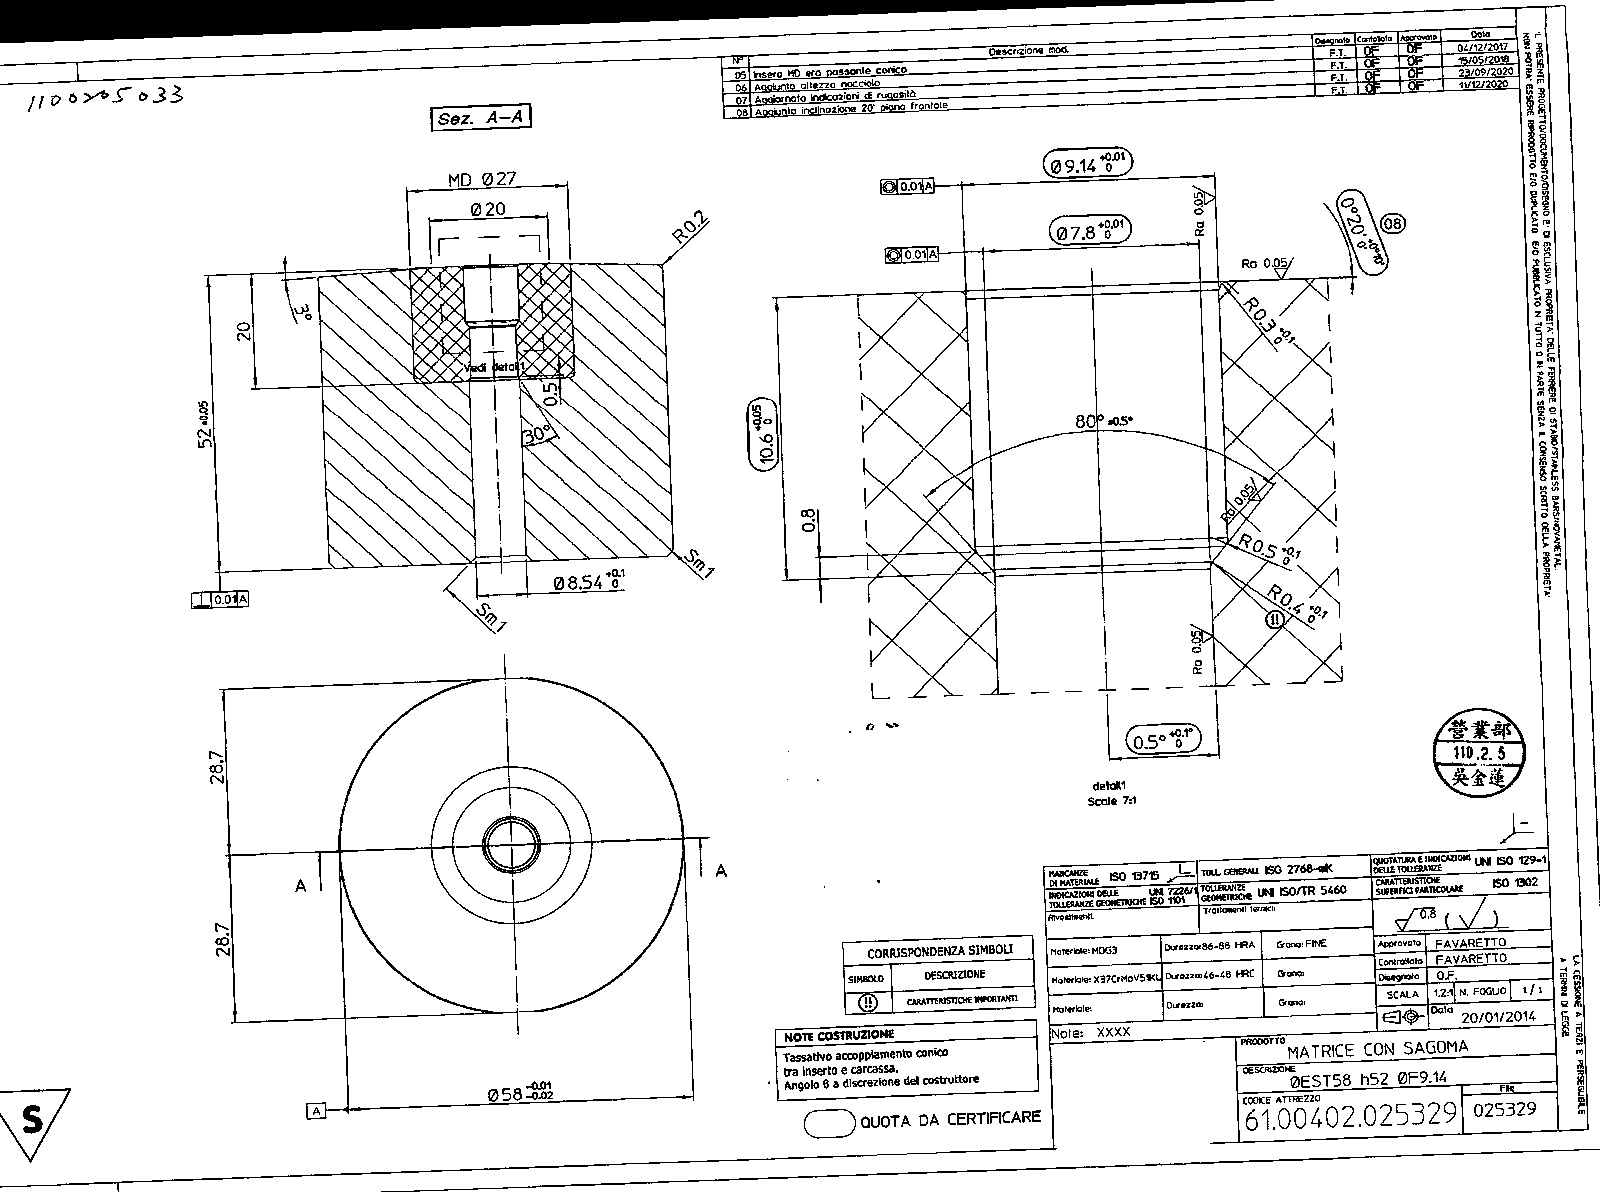 1100205033
Sez. A-A
N° Descrizione mod. Disegnato Controllato Approvato Data
05 Inserto MD era passante conico F.T. OF OF 04/12/2017
06 Aggiunta altezza nocciolo F.T. OF OF 15/05/2018
07 Aggiornato indicazioni di rugosità F.T. OF OF 23/09/2020
08 Aggiunto inclinazione 20' piano frontale F.T. OF OF 11/12/2020
IL PRESENTE PROGETTO/DOCUMENTO/DISEGNO E' DI ESCLUSIVA PROPRIETA' DELLE FERRIERE DI STABIO/STAINLESS BARS/NOVAMETAL.
NON POTRA' ESSERE RIPRODOTTO E/O DUPLICATO E/O PUBBLICATO IN TUTTO O IN PARTE SENZA IL CONSENSO SCRITTO DELLA PROPRIETA'
MD Ø27
Ø20
R0.2
3°
20
52±0.05
Vedi detail1
0.5
30°
Ø8.54 +0.1 0
Sm1
Sm1
⊥ 0.01 A
Ø9.14 +0.01 0
◎ 0.01 A
Ø7.8 +0.01 0
◎ 0.01 A
Ra 0.05
Ra 0.05
0°20' +0°10' 0
08
R0.3 +0.1 0
10.6 +0.05 0
80° ±0.5°
0.8
Ra 0.05
R0.5 +0.1 0
R0.4 +0.1 0
!!
Ra 0.05
0.5° +0.1° 0
detail1
Scale 7:1
28.7
28.7
A
A
Ø58 -0.01 -0.02
A
S
營業部
110.2.5
吳金蓮
CORRISPONDENZA SIMBOLI
SIMBOLO DESCRIZIONE
!! CARATTERISTICHE IMPORTANTI
NOTE COSTRUZIONE
Tassativo accoppiamento conico
tra inserto e carcassa.
Angolo 6 a discrezione del costruttore
QUOTA DA CERTIFICARE
MARCANZE DI MATERIALE ISO 13715
TOLL. GENERALI ISO 2768-mK
QUOTATURA E INDICAZIONI DELLE TOLLERANZE UNI ISO 129-1
INDICAZIONI DELLE TOLLERANZE GEOMETRICHE UNI 7226/1 ISO 1101
TOLLERANZE GEOMETRICHE UNI ISO/TR 5460
CARATTERISTICHE SUPERFICI PARTICOLARE ISO 1302
Rivestimenti Trattamenti termici
0.8 ( )
Materiale: MDG3 Durezza: 86-88 HRA Grana: FINE
Materiale: X37CrMoV51KU Durezza: 46-48 HRC Grana:
Materiale: Durezza: Grana:
Note: XXXX
Approvato FAVARETTO
Controllato FAVARETTO
Disegnato O.F.
SCALA 1.2:1 N. FOGLIO 1/1
Data 20/01/2014
PRODOTTO
MATRICE CON SAGOMA
DESCRIZIONE
ØEST58 h52 ØF9.14
CODICE ATTREZZO
61.00402.025329
File
025329
LA CESSIONE A TERZI E' PERSEGUIBILE
A TERMINI DI LEGGE